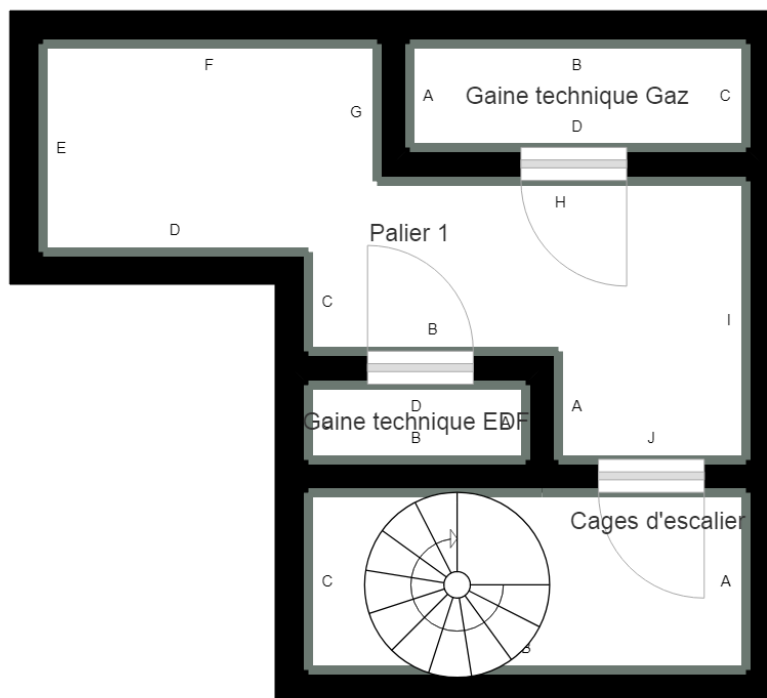 F
B
A
Gaine technique Gaz
C
G
D
E
H
D
Palier 1
C
B
I
D
A
Gaine technique EDF
A
B
J
Cages d'escalier
C
A
B